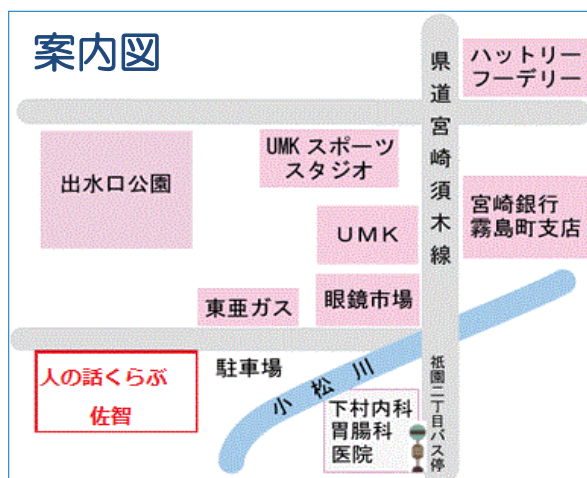 案内図
ハットリー
フーデリー
県道宮崎須木線
UMK スポーツ
スタジオ
出水口公園
宮崎銀行
霧島町支店
UMK
東亜ガス
眼鏡市場
人の話くらぶ
佐智
駐車場
小松川
下村内科
胃腸科
医院
祇園二丁目バス停